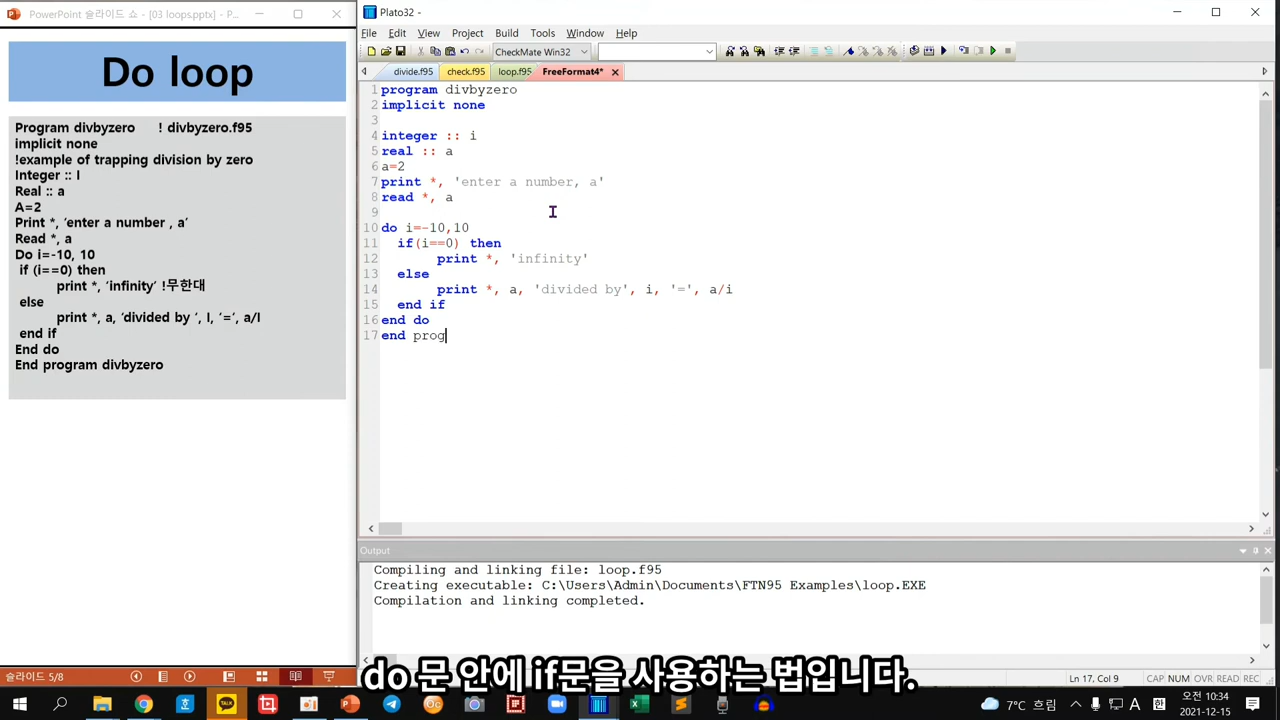 PowerPoint 슬라이드 쇼 - [03 loops.pptx] - P...
Do loop
Program divbyzero ! divbyzero.f95
implicit none
!example of trapping division by zero
Integer :: I
Real :: a
A=2
Print *, 'enter a number , a'
Read *, a
Do i=-10, 10
if (i==0) then
print *, 'infinity' !무한대
else
print *, a, 'divided by ', I, '=', a/I
end if
End do
End program divbyzero
슬라이드 5/8
Plato32 -
File Edit View Project Build Tools Window Help
CheckMate Win32
divide.f95 check.f95 loop.f95 FreeFormat4*
1 program divbyzero
2 implicit none
3
4 integer :: i
5 real :: a
6 a=2
7 print *, 'enter a number, a'
8 read *, a
9
10 do i=-10,10
11 if(i==0) then
12 print *, 'infinity'
13 else
14 print *, a, 'divided by', i, '=', a/i
15 end if
16 end do
17 end prog
Output
Compiling and linking file: loop.f95
Creating executable: C:\Users\Admin\Documents\FTN95 Examples\loop.EXE
Compilation and linking completed.
do 문 안에 if문을 사용하는 법입니다.
Ln 17, Col 9 CAP NUM OVR REC READ
TALK
7°C 흐림
A 한
오전 10:34
2021-12-15